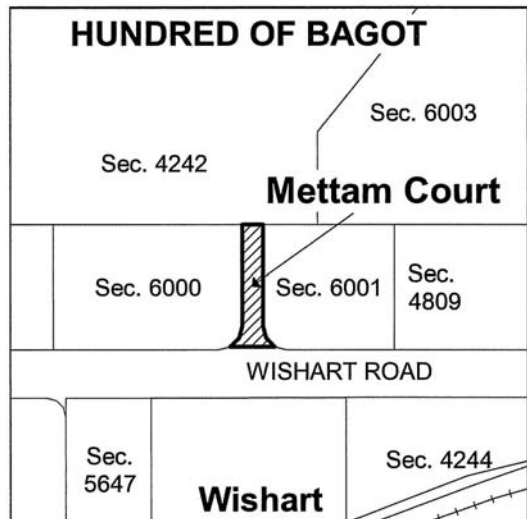 HUNDRED OF BAGOT
Sec. 6003
Sec. 4242
Mettam Court
Sec. 6000
Sec. 6001
Sec.
4809
WISHART ROAD
Sec.
5647
Wishart
Sec. 4244